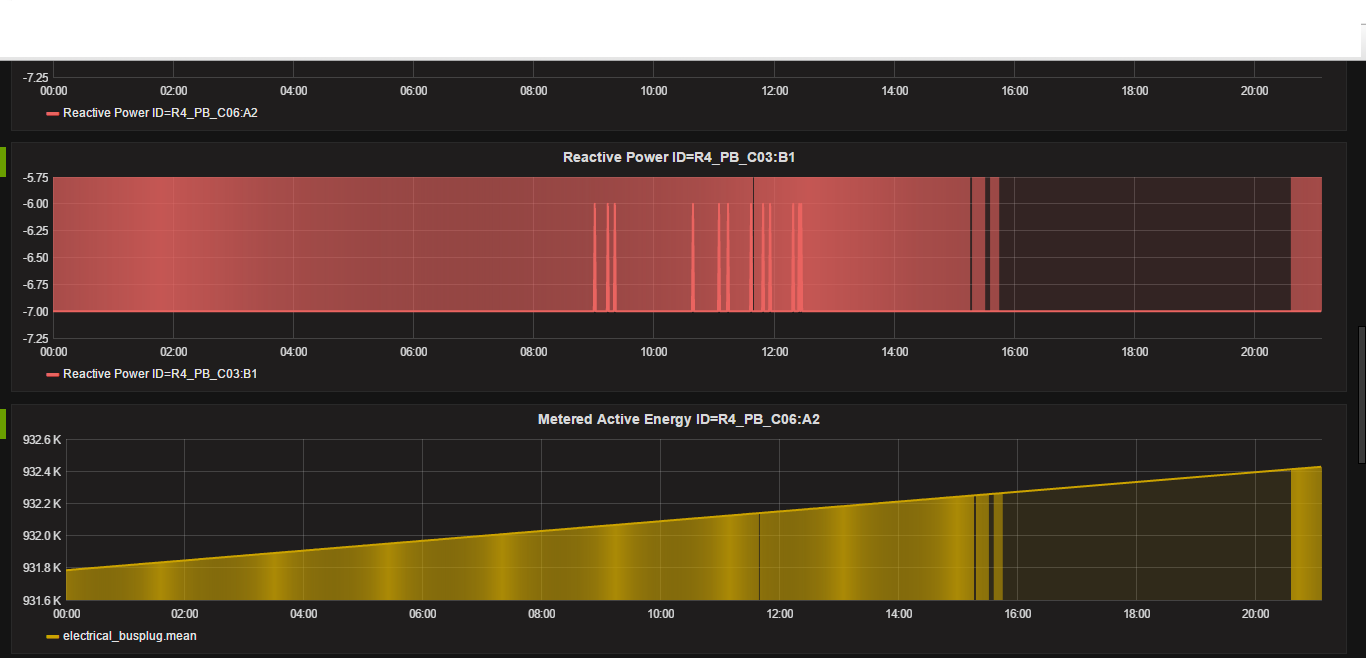 -7.25
00:00 02:00 04:00 06:00 08:00 10:00 12:00 14:00 16:00 18:00 20:00
Reactive Power ID=R4_PB_C06:A2
Reactive Power ID=R4_PB_C03:B1
-5.75
-6.00
-6.25
-6.50
-6.75
-7.00
-7.25
00:00 02:00 04:00 06:00 08:00 10:00 12:00 14:00 16:00 18:00 20:00
Reactive Power ID=R4_PB_C03:B1
Metered Active Energy ID=R4_PB_C06:A2
932.6 K
932.4 K
932.2 K
932.0 K
931.8 K
931.6 K
00:00 02:00 04:00 06:00 08:00 10:00 12:00 14:00 16:00 18:00 20:00
electrical_busplug.mean